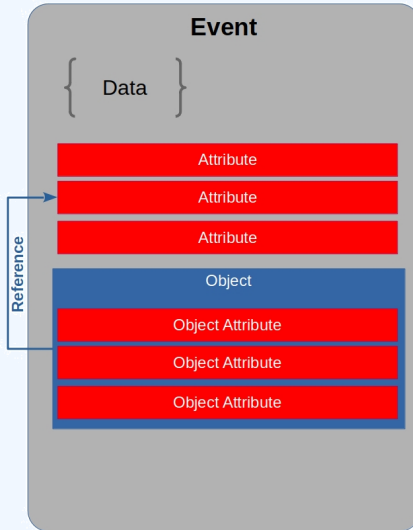 Event
Data
Attribute
Attribute
Attribute
Reference
Object
Object Attribute
Object Attribute
Object Attribute